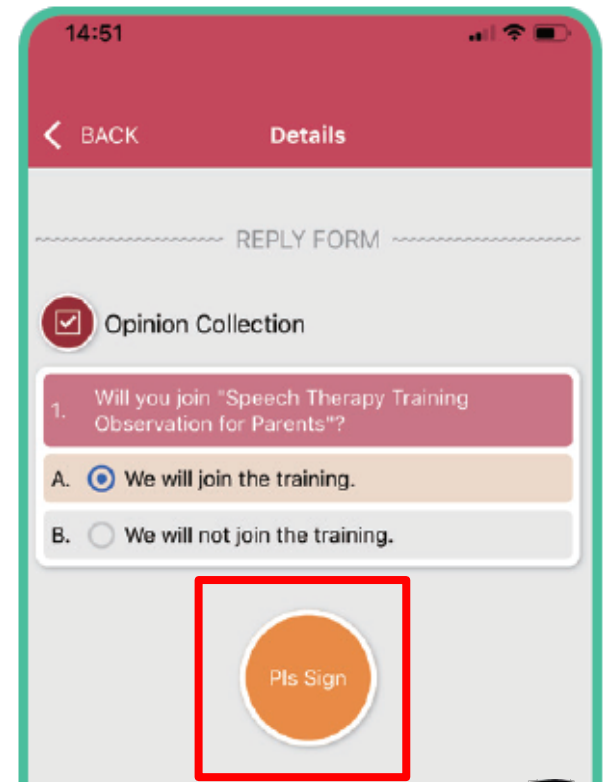 14:51
BACK Details
REPLY FORM
Opinion Collection
1. Will you join "Speech Therapy Training
Observation for Parents"?
A. We will join the training.
B. We will not join the training.
Pls Sign